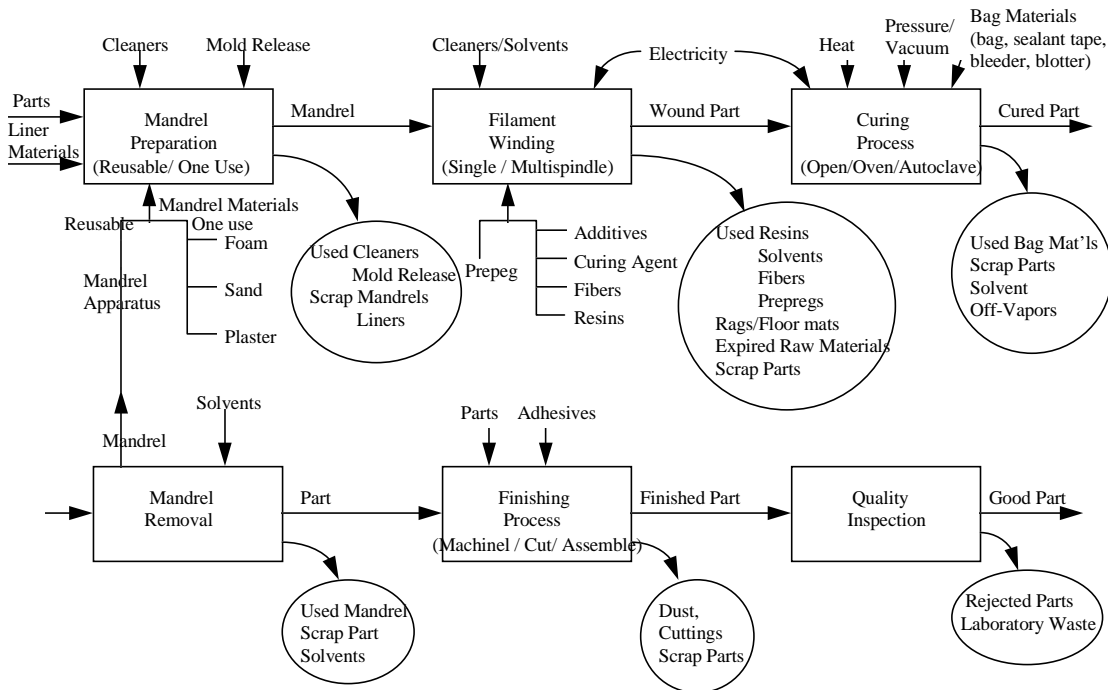 Cleaners
Mold Release
Cleaners/Solvents
Electricity
Heat
Pressure/
Vacuum
Bag Materials
(bag, sealant tape,
bleeder, blotter)
Parts
Liner
Materials
Mandrel
Preparation
(Reusable/ One Use)
Mandrel
Filament
Winding
(Single / Multispindle)
Wound Part
Curing
Process
(Open/Oven/Autoclave)
Cured Part
Mandrel Materials
Reusable
One use
Foam
Sand
Plaster
Mandrel
Apparatus
Used Cleaners
Mold Release
Scrap Mandrels
Liners
Prepeg
Additives
Curing Agent
Fibers
Resins
Used Resins
Solvents
Fibers
Prepregs
Rags/Floor mats
Expired Raw Materials
Scrap Parts
Used Bag Mat'ls
Scrap Parts
Solvent
Off-Vapors
Mandrel
Solvents
Parts
Adhesives
Mandrel
Removal
Part
Finishing
Process
(Machinel / Cut/ Assemble)
Finished Part
Quality
Inspection
Good Part
Used Mandrel
Scrap Part
Solvents
Dust,
Cuttings
Scrap Parts
Rejected Parts
Laboratory Waste